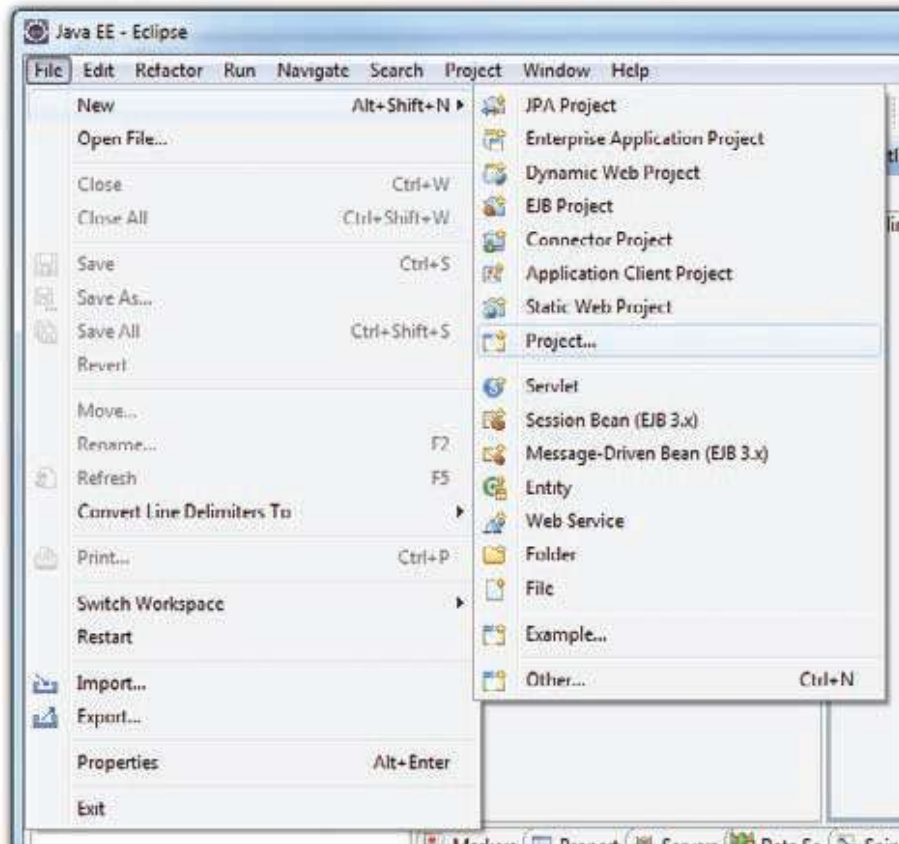 Java EE - Eclipse
File Edit Refactor Run Navigate Search Project Window Help
New Alt+Shift+N
Open File...
Close Ctrl+W
Close All Ctrl+Shift+W
Save Ctrl+S
Save As...
Save All Ctrl+Shift+S
Revert
Move...
Rename... F2
Refresh F5
Convert Line Delimiters To
Print... Ctrl+P
Switch Workspace
Restart
Import...
Export...
Properties Alt+Enter
Exit
JPA Project
Enterprise Application Project
Dynamic Web Project
EJB Project
Connector Project
Application Client Project
Static Web Project
Project...
Servlet
Session Bean (EJB 3.x)
Message-Driven Bean (EJB 3.x)
Entity
Web Service
Folder
File
Example...
Other... Ctrl+N
Markers Servers